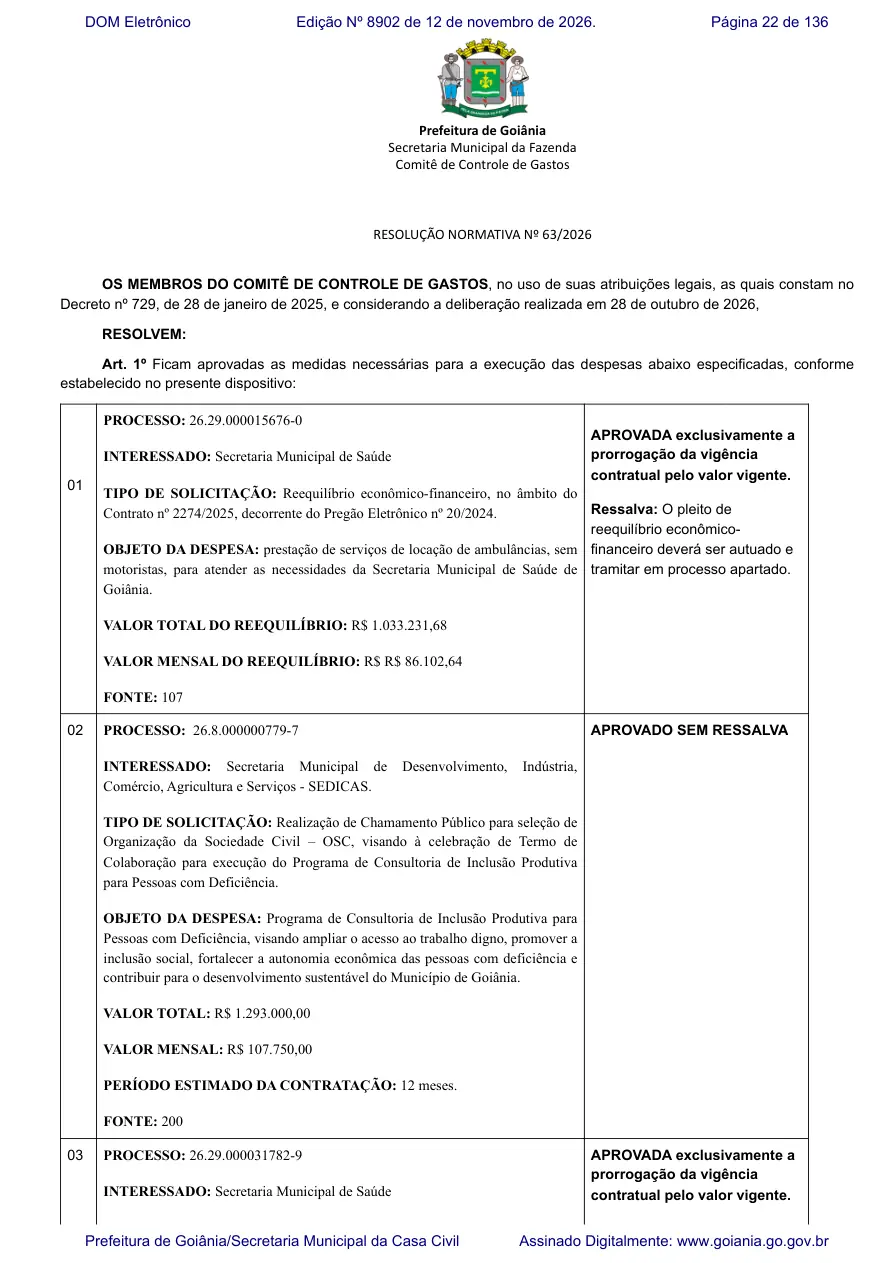 DOM Eletrônico Edição Nº 8902 de 12 de novembro de 2026. Página 22 de 136
Prefeitura de Goiânia
Secretaria Municipal da Fazenda
Comitê de Controle de Gastos
RESOLUÇÃO NORMATIVA Nº 63/2026
OS MEMBROS DO COMITÊ DE CONTROLE DE GASTOS, no uso de suas atribuições legais, as quais constam no
Decreto nº 729, de 28 de janeiro de 2025, e considerando a deliberação realizada em 28 de outubro de 2026,
RESOLVEM:
Art. 1º Ficam aprovadas as medidas necessárias para a execução das despesas abaixo especificadas, conforme
estabelecido no presente dispositivo:
01
PROCESSO: 26.29.000015676-0
INTERESSADO: Secretaria Municipal de Saúde
TIPO DE SOLICITAÇÃO: Reequilíbrio econômico-financeiro, no âmbito do
Contrato nº 2274/2025, decorrente do Pregão Eletrônico nº 20/2024.
OBJETO DA DESPESA: prestação de serviços de locação de ambulâncias, sem
motoristas, para atender as necessidades da Secretaria Municipal de Saúde de
Goiânia.
VALOR TOTAL DO REEQUILÍBRIO: R$ 1.033.231,68
VALOR MENSAL DO REEQUILÍBRIO: R$ R$ 86.102,64
FONTE: 107
APROVADA exclusivamente a
prorrogação da vigência
contratual pelo valor vigente.
Ressalva: O pleito de
reequilíbrio econômico-
financeiro deverá ser autuado e
tramitar em processo apartado.
02
PROCESSO: 26.8.000000779-7
INTERESSADO: Secretaria Municipal de Desenvolvimento, Indústria,
Comércio, Agricultura e Serviços - SEDICAS.
TIPO DE SOLICITAÇÃO: Realização de Chamamento Público para seleção de
Organização da Sociedade Civil – OSC, visando à celebração de Termo de
Colaboração para execução do Programa de Consultoria de Inclusão Produtiva
para Pessoas com Deficiência.
OBJETO DA DESPESA: Programa de Consultoria de Inclusão Produtiva para
Pessoas com Deficiência, visando ampliar o acesso ao trabalho digno, promover a
inclusão social, fortalecer a autonomia econômica das pessoas com deficiência e
contribuir para o desenvolvimento sustentável do Município de Goiânia.
VALOR TOTAL: R$ 1.293.000,00
VALOR MENSAL: R$ 107.750,00
PERÍODO ESTIMADO DA CONTRATAÇÃO: 12 meses.
FONTE: 200
APROVADO SEM RESSALVA
03
PROCESSO: 26.29.000031782-9
INTERESSADO: Secretaria Municipal de Saúde
APROVADA exclusivamente a
prorrogação da vigência
contratual pelo valor vigente.
Prefeitura de Goiânia/Secretaria Municipal da Casa Civil Assinado Digitalmente: www.goiania.go.gov.br